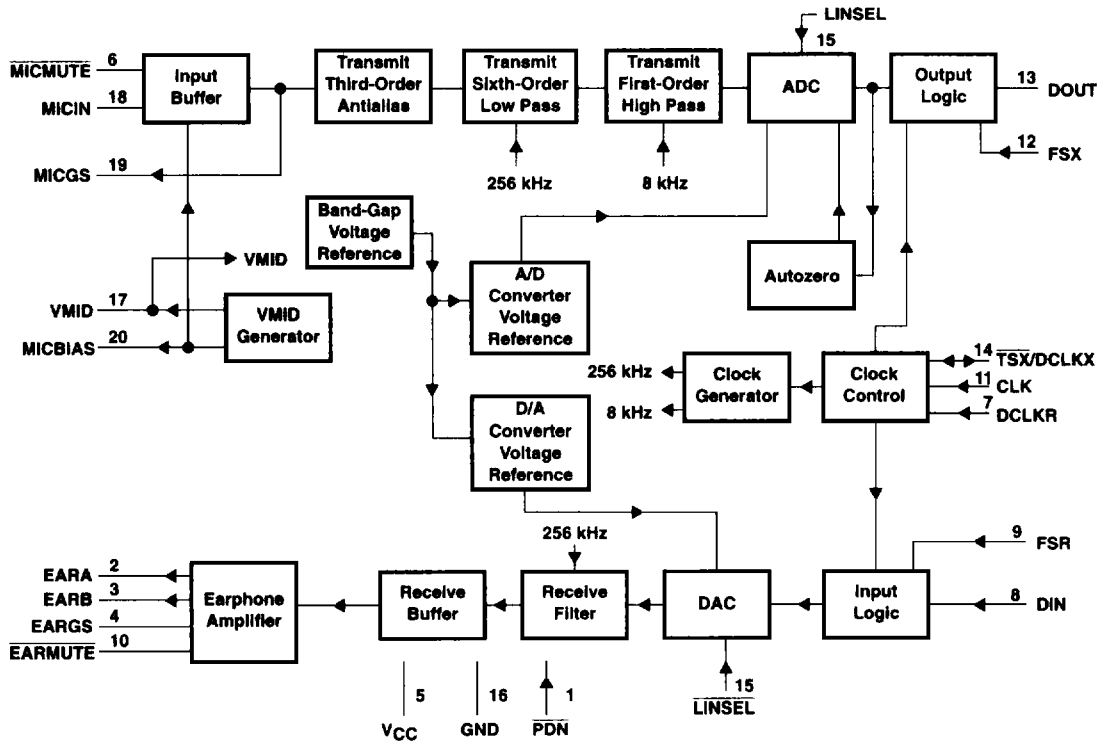 LINSEL
15
MICMUTE 6
MICIN 18
Input
Buffer
Transmit
Third-Order
Antialias
Transmit
Sixth-Order
Low Pass
Transmit
First-Order
High Pass
ADC
Output
Logic
13 DOUT
12 FSX
MICGS 19
256 kHz
8 kHz
Band-Gap
Voltage
Reference
VMID
A/D
Converter
Voltage
Reference
Autozero
VMID 17
MICBIAS 20
VMID
Generator
256 kHz
8 kHz
Clock
Generator
Clock
Control
14 TSX/DCLKX
11 CLK
7 DCLKR
D/A
Converter
Voltage
Reference
256 kHz
9 FSR
8 DIN
EARA 2
EARB 3
EARGS 4
EARMUTE 10
Earphone
Amplifier
Receive
Buffer
Receive
Filter
DAC
Input
Logic
5
VCC
16
GND
1
PDN
15
LINSEL